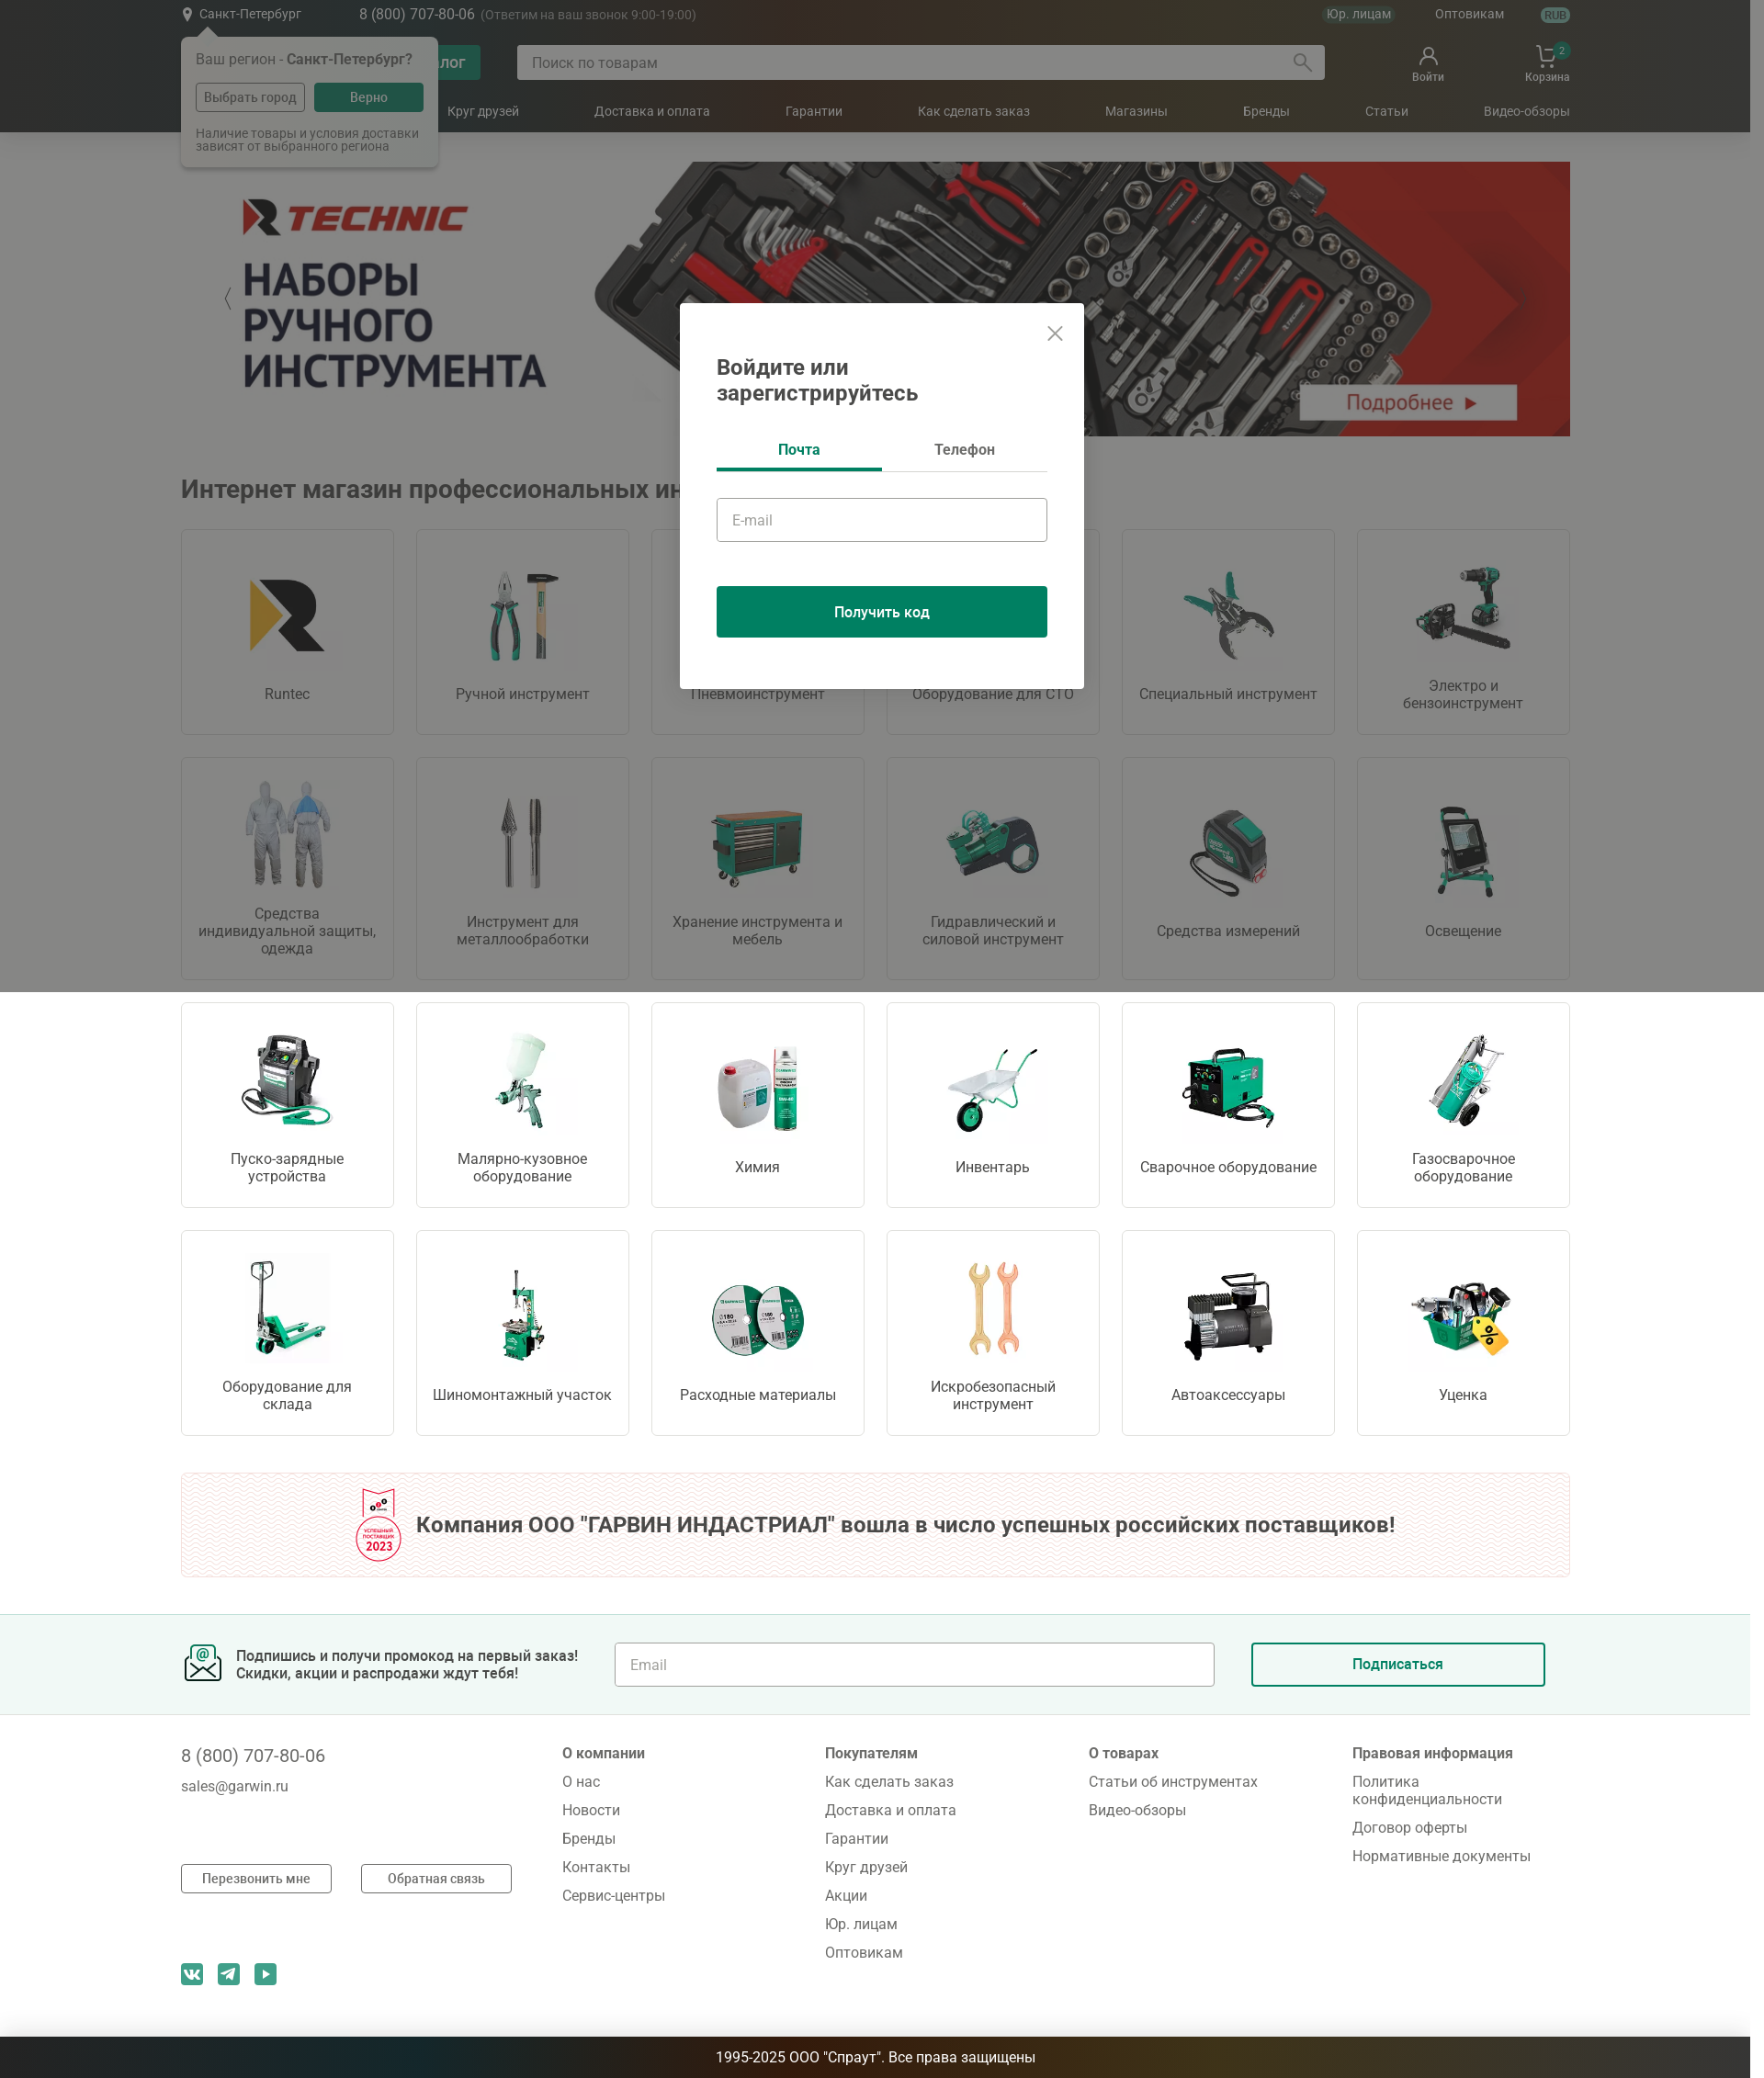 Санкт-Петербург
8 (800) 707-80-06 (Ответим на ваш звонок 9:00-19:00)
Юр. лицам
Оптовикам
RUB
Ваш регион - Санкт-Петербург?
Выбрать город
Верно
Наличие товары и условия доставки
зависят от выбранного региона
Поиск по товарам
Войти
2
Корзина
Круг друзей
Доставка и оплата
Гарантии
Как сделать заказ
Магазины
Бренды
Статьи
Видео-обзоры
TECHNIC
НАБОРЫ
РУЧНОГО
ИНСТРУМЕНТА
Подробнее
Войдите или
зарегистрируйтесь
Почта
Телефон
E-mail
Получить код
Интернет магазин профессиональных
Runtec
Ручной инструмент
Пневмоинструмент
Оборудование для СТО
Специальный инструмент
Электро и
бензоинструмент
Средства
индивидуальной защиты,
одежда
Инструмент для
металлообработки
Хранение инструмента и
мебель
Гидравлический и
силовой инструмент
Средства измерений
Освещение
Пуско-зарядные
устройства
Малярно-кузовное
оборудование
Химия
Инвентарь
Сварочное оборудование
Газосварочное
оборудование
Оборудование для
склада
Шиномонтажный участок
Расходные материалы
Искробезопасный
инструмент
Автоаксессуары
Уценка
УСПЕШНЫЙ
ПОСТАВЩИК
2023
Компания ООО "ГАРВИН ИНДАСТРИАЛ" вошла в число успешных российских поставщиков!
Подпишись и получи промокод на первый заказ!
Скидки, акции и распродажи ждут тебя!
Email
Подписаться
8 (800) 707-80-06
sales@garwin.ru
Перезвонить мне
Обратная связь
О компании
О нас
Новости
Бренды
Контакты
Сервис-центры
Покупателям
Как сделать заказ
Доставка и оплата
Гарантии
Круг друзей
Акции
Юр. лицам
Оптовикам
О товарах
Статьи об инструментах
Видео-обзоры
Правовая информация
Политика
конфиденциальности
Договор оферты
Нормативные документы
1995-2025 ООО "Спраут". Все права защищены